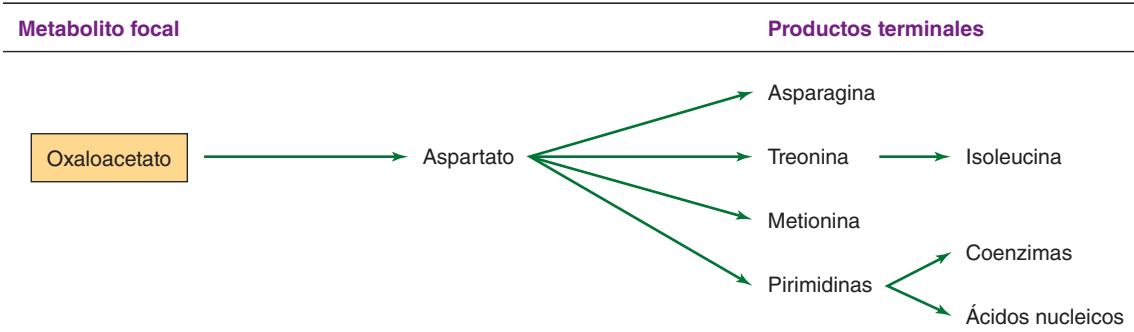 Metabolito focal
Productos terminales
Asparagina
Oxaloacetato
Aspartato
Treonina
Isoleucina
Metionina
Coenzimas
Pirimidinas
Ácidos nucleicos